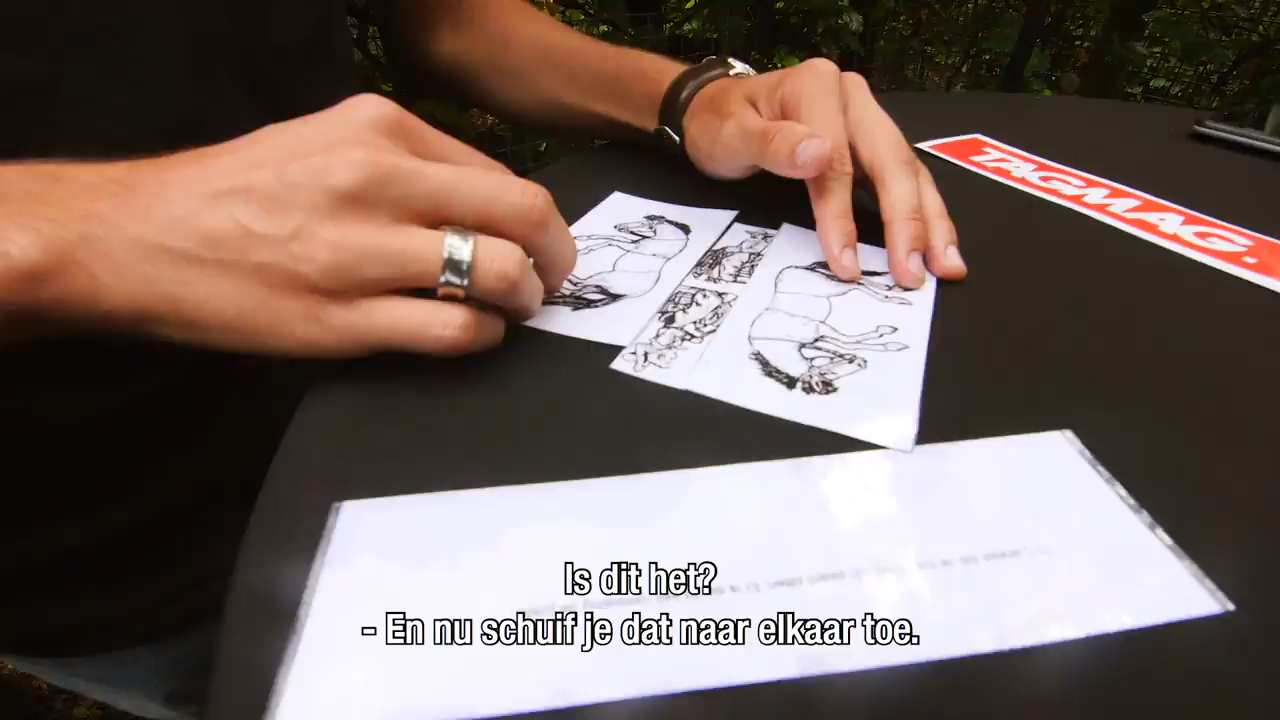 TAGMAG.
Is dit het?
- En nu schuif je dat naar elkaar toe.